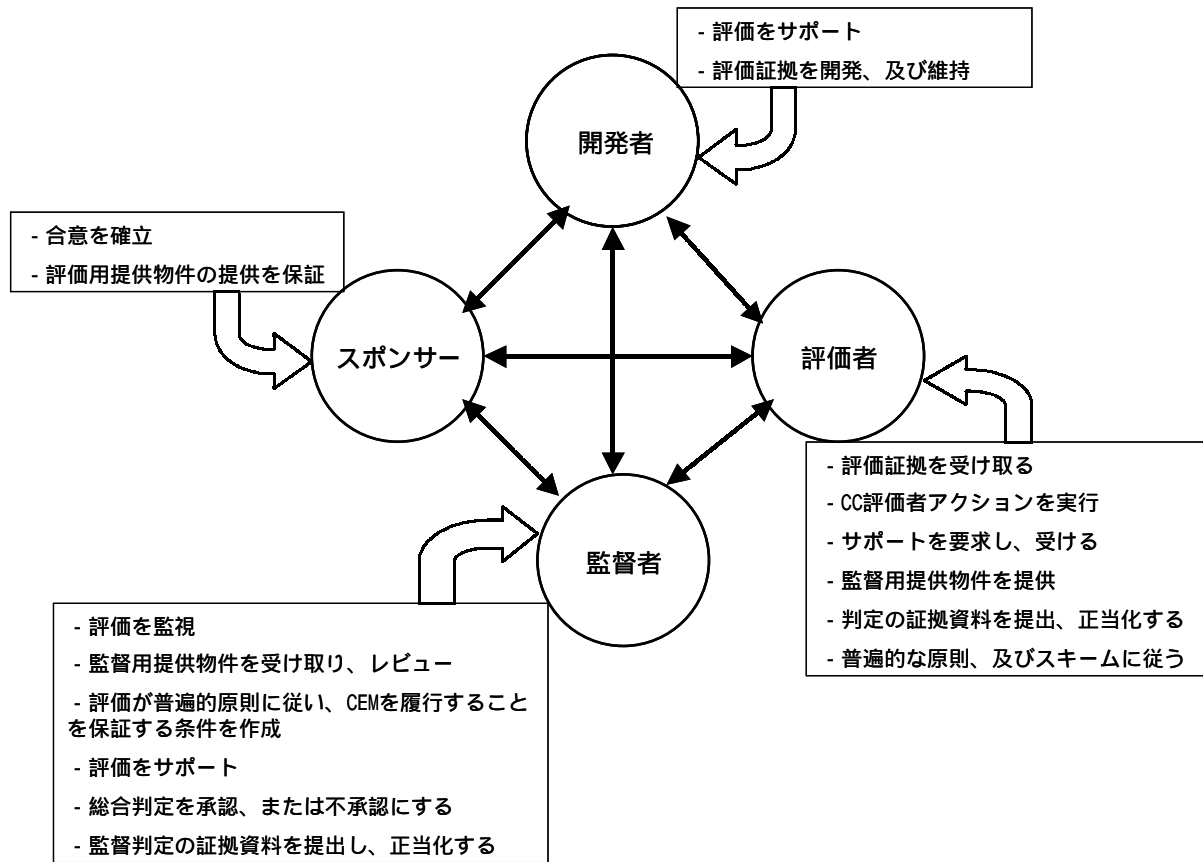 - 評価をサポート
- 評価証拠を開発、及び維持
開発者
- 合意を確立
- 評価用提供物件の提供を保証
スポンサー
評価者
- 評価証拠を受け取る
- CC評価者アクションを実行
- サポートを要求し、受ける
- 監督用提供物件を提供
- 判定の証拠資料を提出、正当化する
- 普遍的な原則、及びスキームに従う
監督者
- 評価を監視
- 監督用提供物件を受け取り、レビュー
- 評価が普遍的原則に従い、CEMを履行すること
を保証する条件を作成
- 評価をサポート
- 総合判定を承認、または不承認にする
- 監督判定の証拠資料を提出し、正当化する